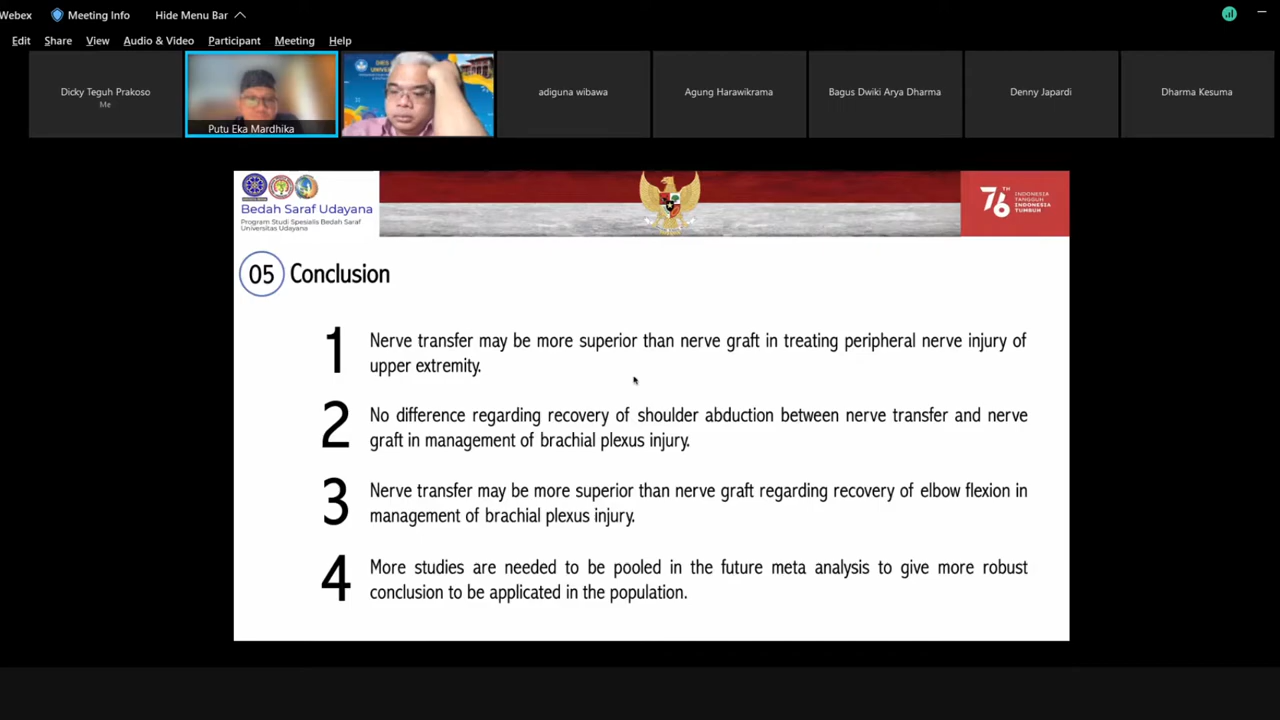 Webex Meeting Info Hide Menu Bar
Edit Share View Audio & Video Participant Meeting Help
Dicky Teguh Prakoso
Me
Putu Eka Mardhika
adiguna wibawa
Agung Harawikrama
Bagus Dwiki Arya Dharma
Denny Japardi
Dharma Kesuma
Bedah Saraf Udayana
Program Studi Spesialis Bedah Saraf
Universitas Udayana
76TH
INDONESIA
TANGGUH
INDONESIA
TUMBUH
05 Conclusion
1 Nerve transfer may be more superior than nerve graft in treating peripheral nerve injury of
upper extremity.
2 No difference regarding recovery of shoulder abduction between nerve transfer and nerve
graft in management of brachial plexus injury.
3 Nerve transfer may be more superior than nerve graft regarding recovery of elbow flexion in
management of brachial plexus injury.
4 More studies are needed to be pooled in the future meta analysis to give more robust
conclusion to be applicated in the population.